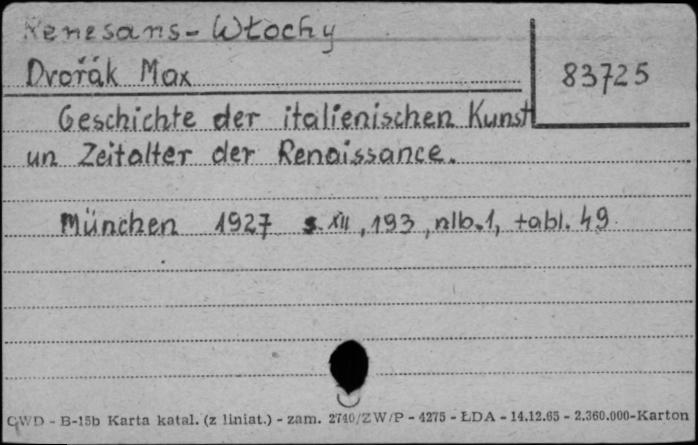 Renesans - Włochy
Dvořák Max
83725
Geschichte der italienischen Kunst
un Zeitalter der Renaissance.
München 1927 s. XII, 193, nlb. 1, tabl. 49
CWD - B-15b Karta katal. (z liniat.) - zam. 2740/ZW/P - 4275 - ŁDA - 14.12.65 - 2.360.000-Karton